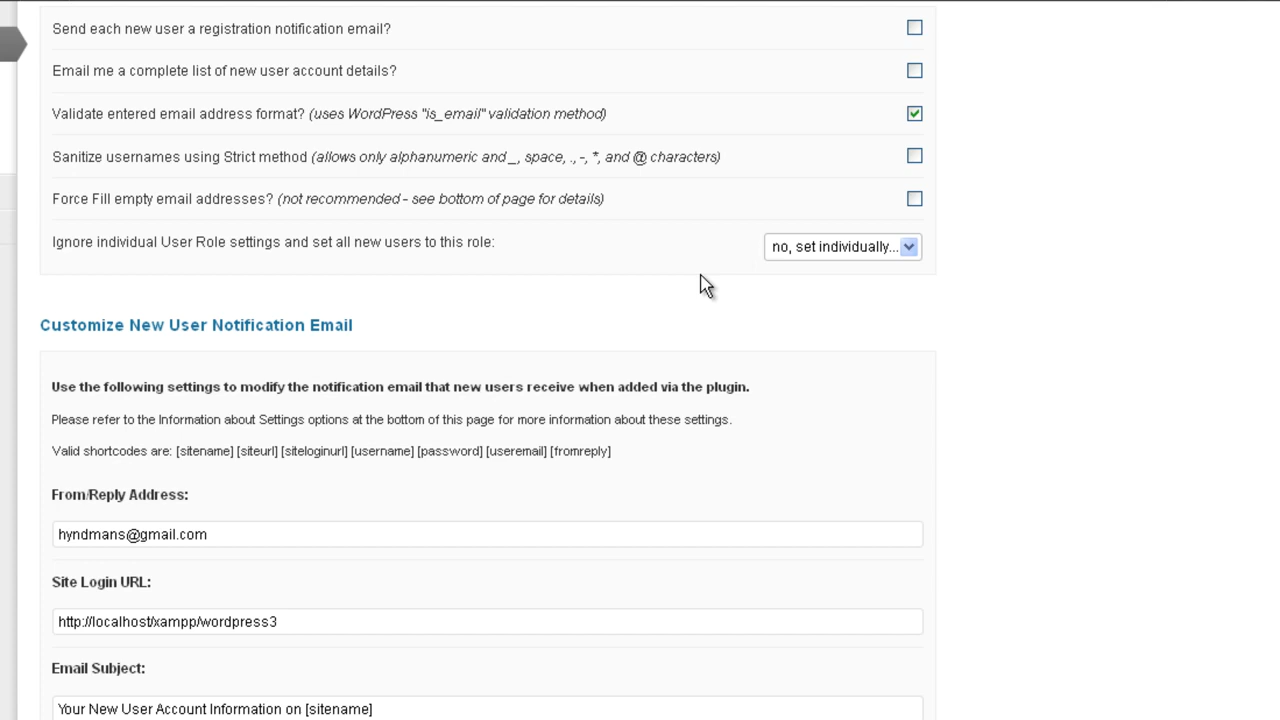 Send each new user a registration notification email?
Email me a complete list of new user account details?
Validate entered email address format? (uses WordPress "is_email" validation method)
Sanitize usernames using Strict method (allows only alphanumeric and _, space, ., -, *, and @ characters)
Force Fill empty email addresses? (not recommended - see bottom of page for details)
Ignore individual User Role settings and set all new users to this role:
no, set individually...
Customize New User Notification Email
Use the following settings to modify the notification email that new users receive when added via the plugin.
Please refer to the Information about Settings options at the bottom of this page for more information about these settings.
Valid shortcodes are: [sitename] [siteurl] [siteloginurl] [username] [password] [useremail] [fromreply]
From/Reply Address:
hyndmans@gmail.com
Site Login URL:
http://localhost/xampp/wordpress3
Email Subject:
Your New User Account Information on [sitename]